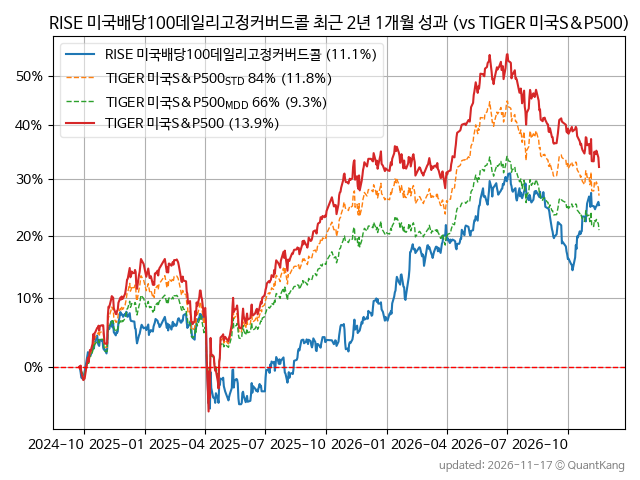 RISE 미국배당100데일리고정커버드콜 최근 2년 1개월 성과 (vs TIGER 미국S&P500)
RISE 미국배당100데일리고정커버드콜 (11.1%)
TIGER 미국S&P500STD 84% (11.8%)
TIGER 미국S&P500MDD 66% (9.3%)
TIGER 미국S&P500 (13.9%)
50%
40%
30%
20%
10%
0%
2024-10 2025-01 2025-04 2025-07 2025-10 2026-01 2026-04 2026-07 2026-10
updated: 2026-11-17 © QuantKang